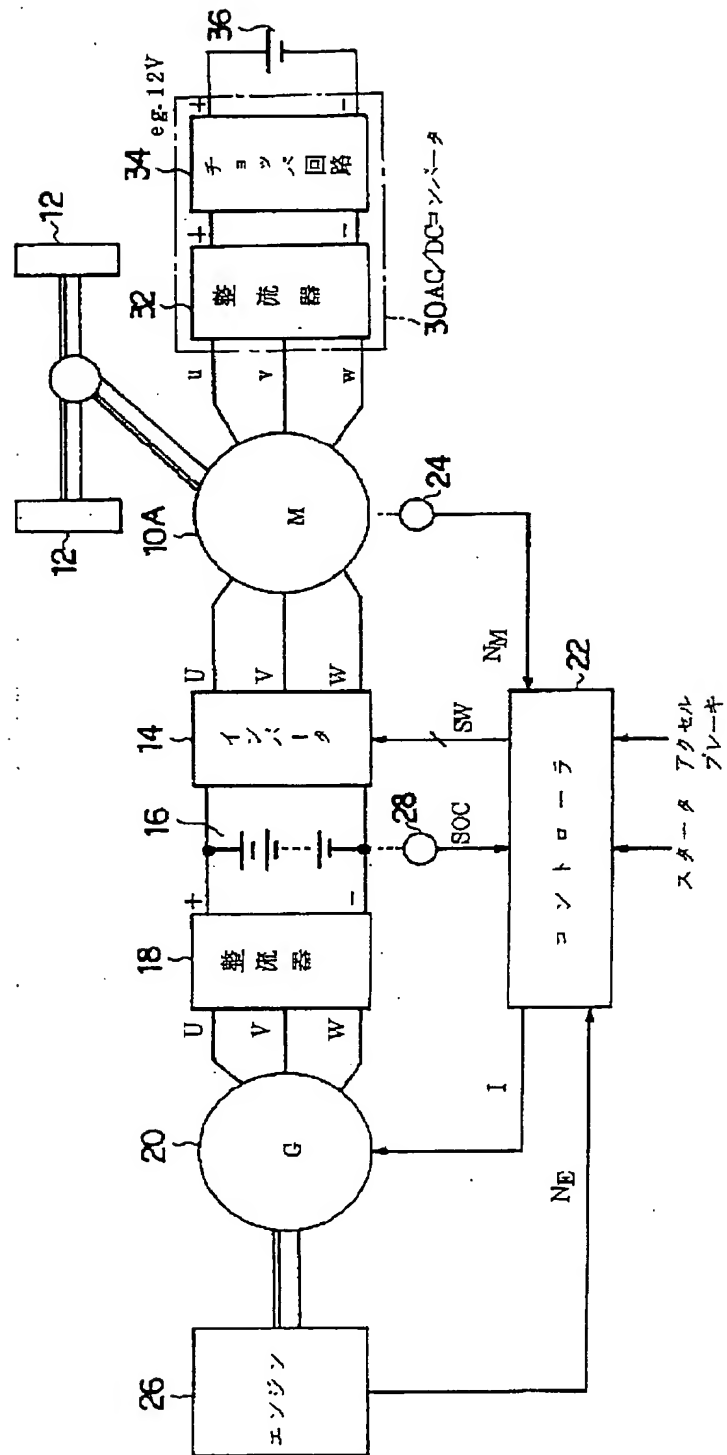 12
12
36
eg.12V
34
チョッパ回路
+
-
32
整流器
+
-
30AC/DCコンバータ
u
v
w
10A
M
24
NM
U
V
W
14
インバータ
SW
16
28
SOC
22
コントローラ
アクセル
ブレーキ
スタータ
18
整流器
+
-
U
V
W
20
G
I
NE
26
エンジン